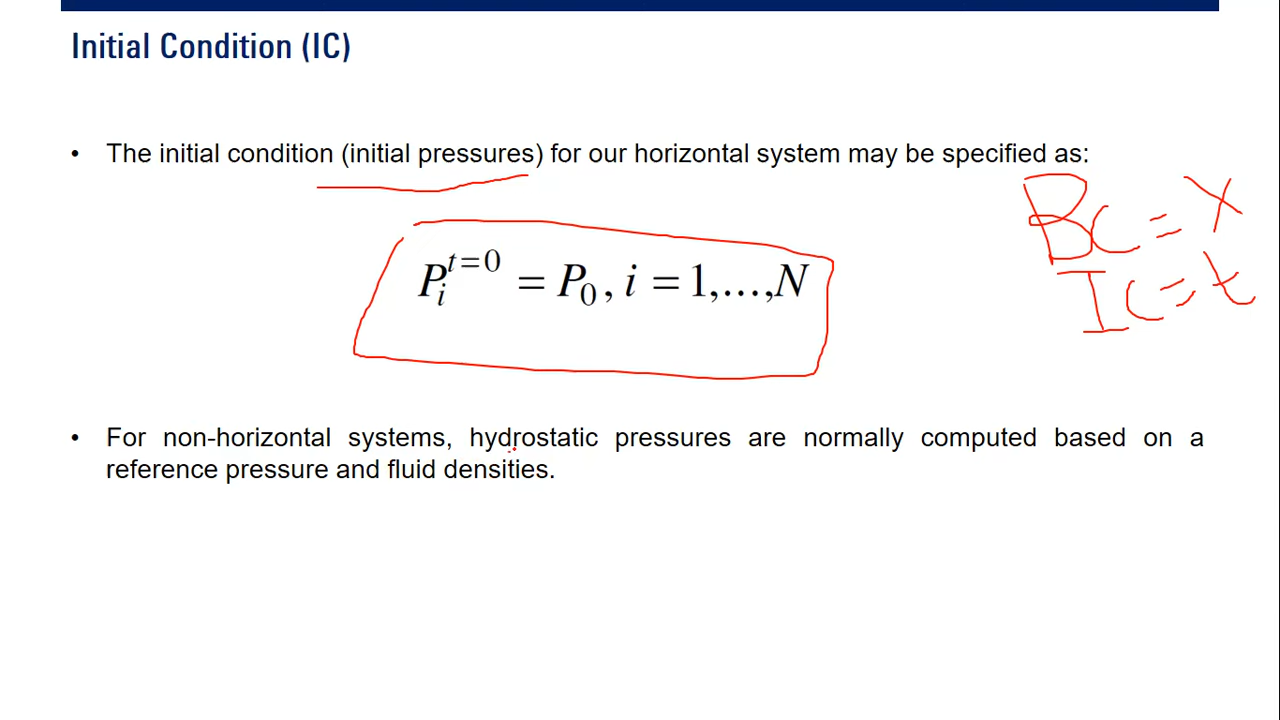 Initial Condition (IC)
• The initial condition (initial pressures) for our horizontal system may be specified as:
BC = X
P_i^{t=0} = P_0 , i = 1,...,N
IC = t
• For non-horizontal systems, hydrostatic pressures are normally computed based on a
reference pressure and fluid densities.